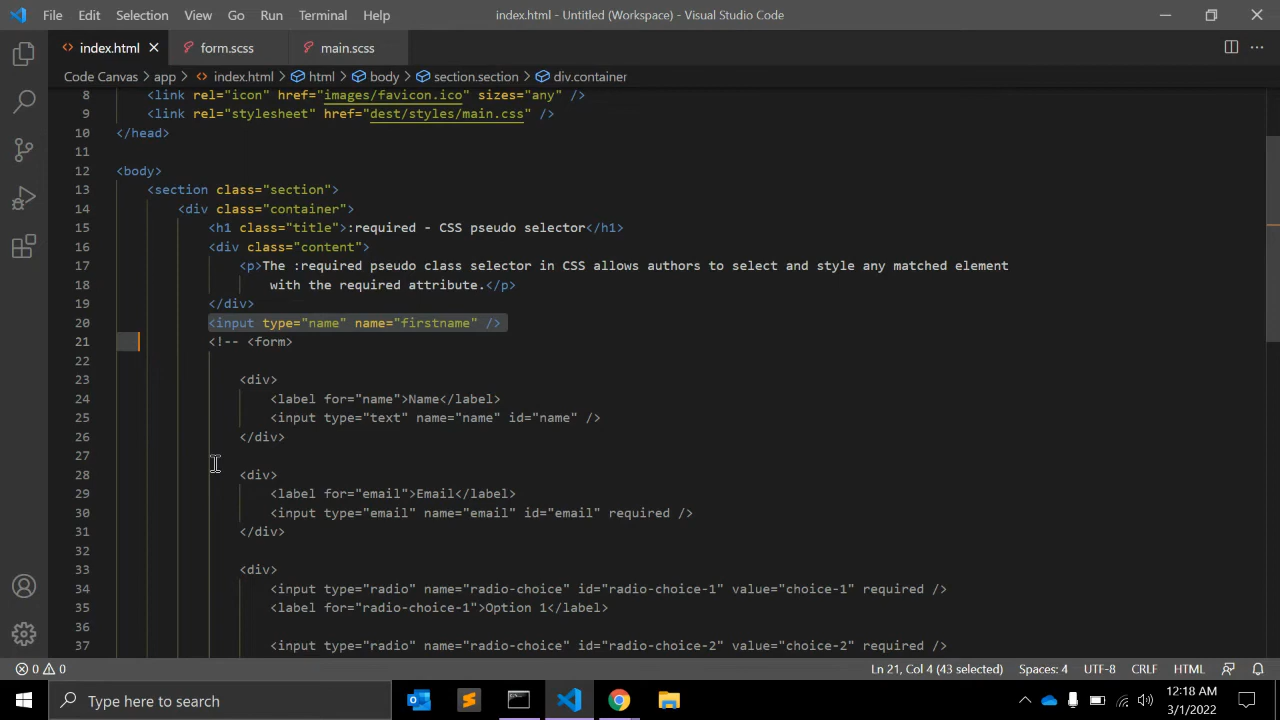 File Edit Selection View Go Run Terminal Help index.html - Untitled (Workspace) - Visual Studio Code
index.html form.scss main.scss
Code Canvas app index.html html body section.section div.container
8 <link rel="icon" href="images/favicon.ico" sizes="any" />
9 <link rel="stylesheet" href="dest/styles/main.css" />
10 </head>
11
12 <body>
13 <section class="section">
14 <div class="container">
15 <h1 class="title">:required - CSS pseudo selector</h1>
16 <div class="content">
17 <p>The :required pseudo class selector in CSS allows authors to select and style any matched element
18 with the required attribute.</p>
19 </div>
20 <input type="name" name="firstname" />
21 <!-- <form>
22
23 <div>
24 <label for="name">Name</label>
25 <input type="text" name="name" id="name" />
26 </div>
27
28 <div>
29 <label for="email">Email</label>
30 <input type="email" name="email" id="email" required />
31 </div>
32
33 <div>
34 <input type="radio" name="radio-choice" id="radio-choice-1" value="choice-1" required />
35 <label for="radio-choice-1">Option 1</label>
36
37 <input type="radio" name="radio-choice" id="radio-choice-2" value="choice-2" required />
0 0 Ln 21, Col 4 (43 selected) Spaces: 4 UTF-8 CRLF HTML
Type here to search
12:18 AM
3/1/2022